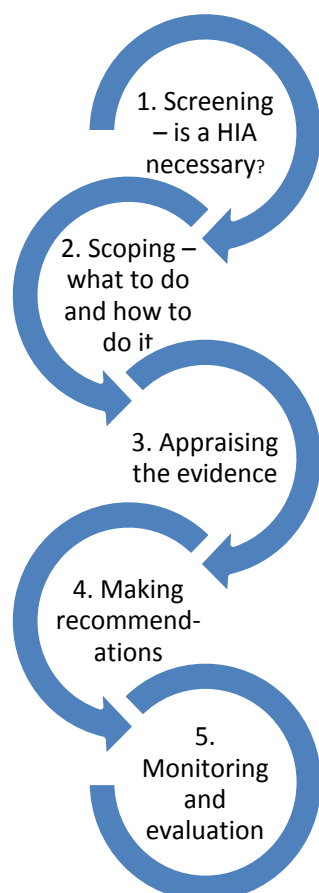 1. Screening
– is a HIA
necessary?
2. Scoping –
what to do
and how to
do it
3. Appraising
the evidence
4. Making
recommend-
ations
5.
Monitoring
and
evaluation